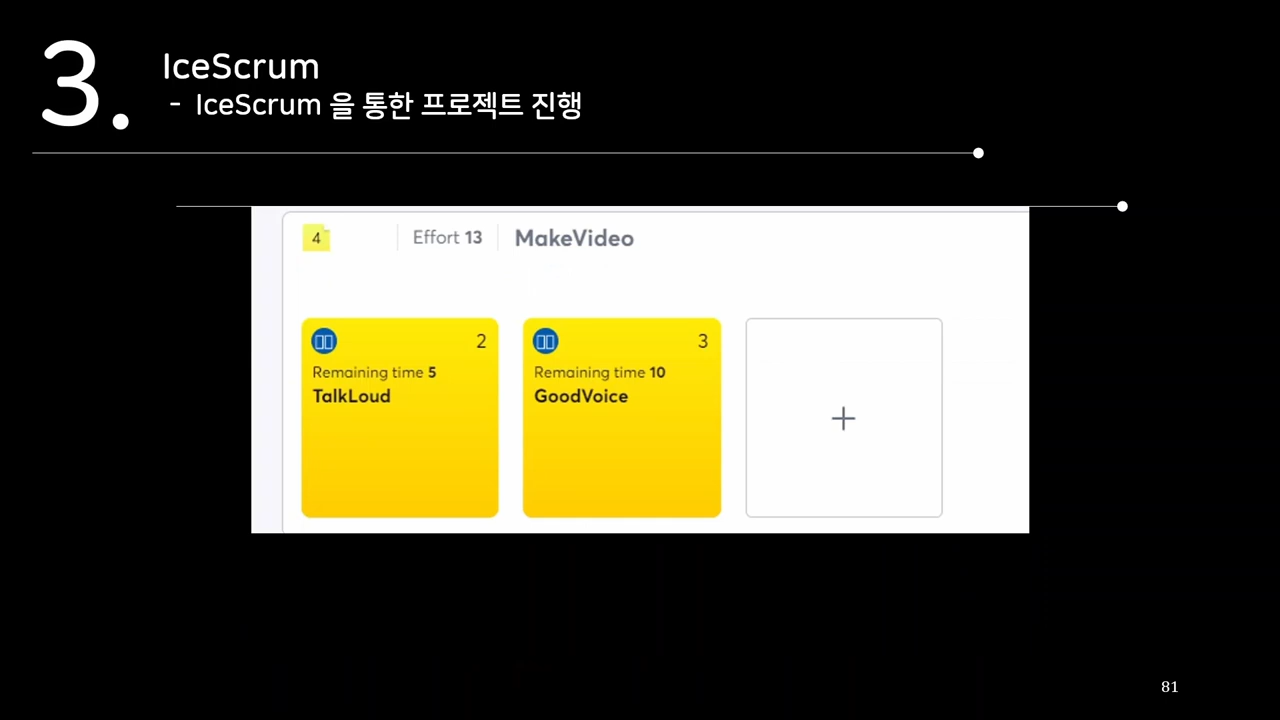 3.
IceScrum
- IceScrum 을 통한 프로젝트 진행
4 Effort 13 MakeVideo
2
Remaining time 5
TalkLoud
3
Remaining time 10
GoodVoice
+
81